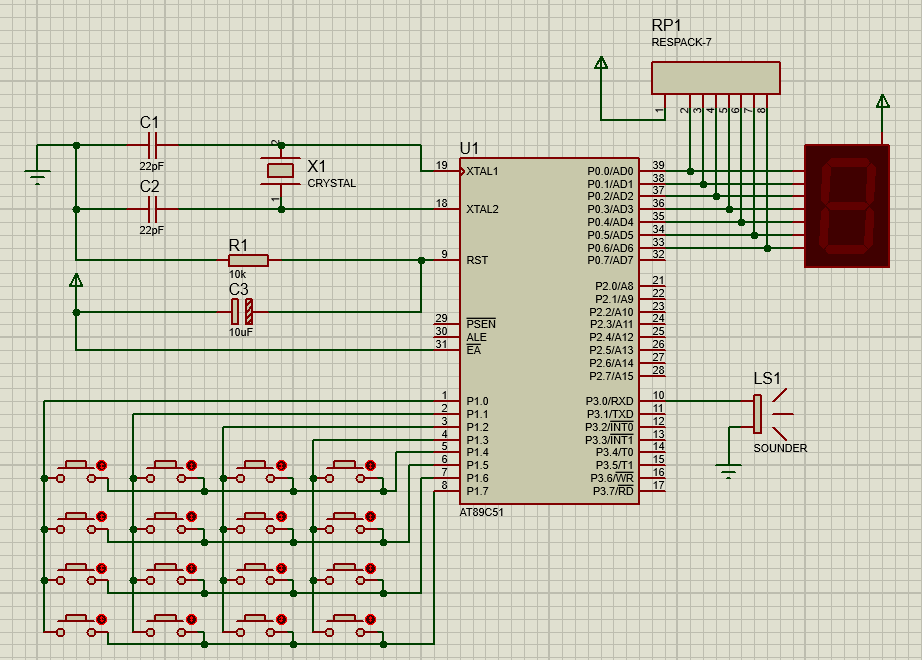 RP1
RESPACK-7
1
2
3
4
5
6
7
8
C1
22pF
C2
22pF
2
1
X1
CRYSTAL
R1
10k
C3
10uF
U1
19 XTAL1
18 XTAL2
9 RST
29 PSEN
30 ALE
31 EA
1 P1.0
2 P1.1
3 P1.2
4 P1.3
5 P1.4
6 P1.5
7 P1.6
8 P1.7
P0.0/AD0 39
P0.1/AD1 38
P0.2/AD2 37
P0.3/AD3 36
P0.4/AD4 35
P0.5/AD5 34
P0.6/AD6 33
P0.7/AD7 32
P2.0/A8 21
P2.1/A9 22
P2.2/A10 23
P2.3/A11 24
P2.4/A12 25
P2.5/A13 26
P2.6/A14 27
P2.7/A15 28
P3.0/RXD 10
P3.1/TXD 11
P3.2/INT0 12
P3.3/INT1 13
P3.4/T0 14
P3.5/T1 15
P3.6/WR 16
P3.7/RD 17
AT89C51
LS1
SOUNDER